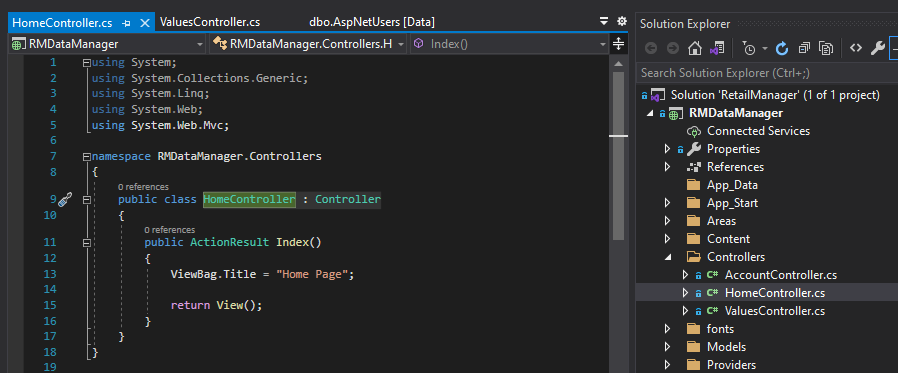 HomeController.cs ValuesController.cs dbo.AspNetUsers [Data]
RMDataManager RMDataManager.Controllers.H Index()
1 using System;
2 using System.Collections.Generic;
3 using System.Linq;
4 using System.Web;
5 using System.Web.Mvc;
6
7 namespace RMDataManager.Controllers
8 {
0 references
9 public class HomeController : Controller
10 {
0 references
11 public ActionResult Index()
12 {
13 ViewBag.Title = "Home Page";
14
15 return View();
16 }
17 }
18 }
19
Solution Explorer
Search Solution Explorer (Ctrl+;)
Solution 'RetailManager' (1 of 1 project)
RMDataManager
Connected Services
Properties
References
App_Data
App_Start
Areas
Content
Controllers
C# AccountController.cs
C# HomeController.cs
C# ValuesController.cs
fonts
Models
Providers